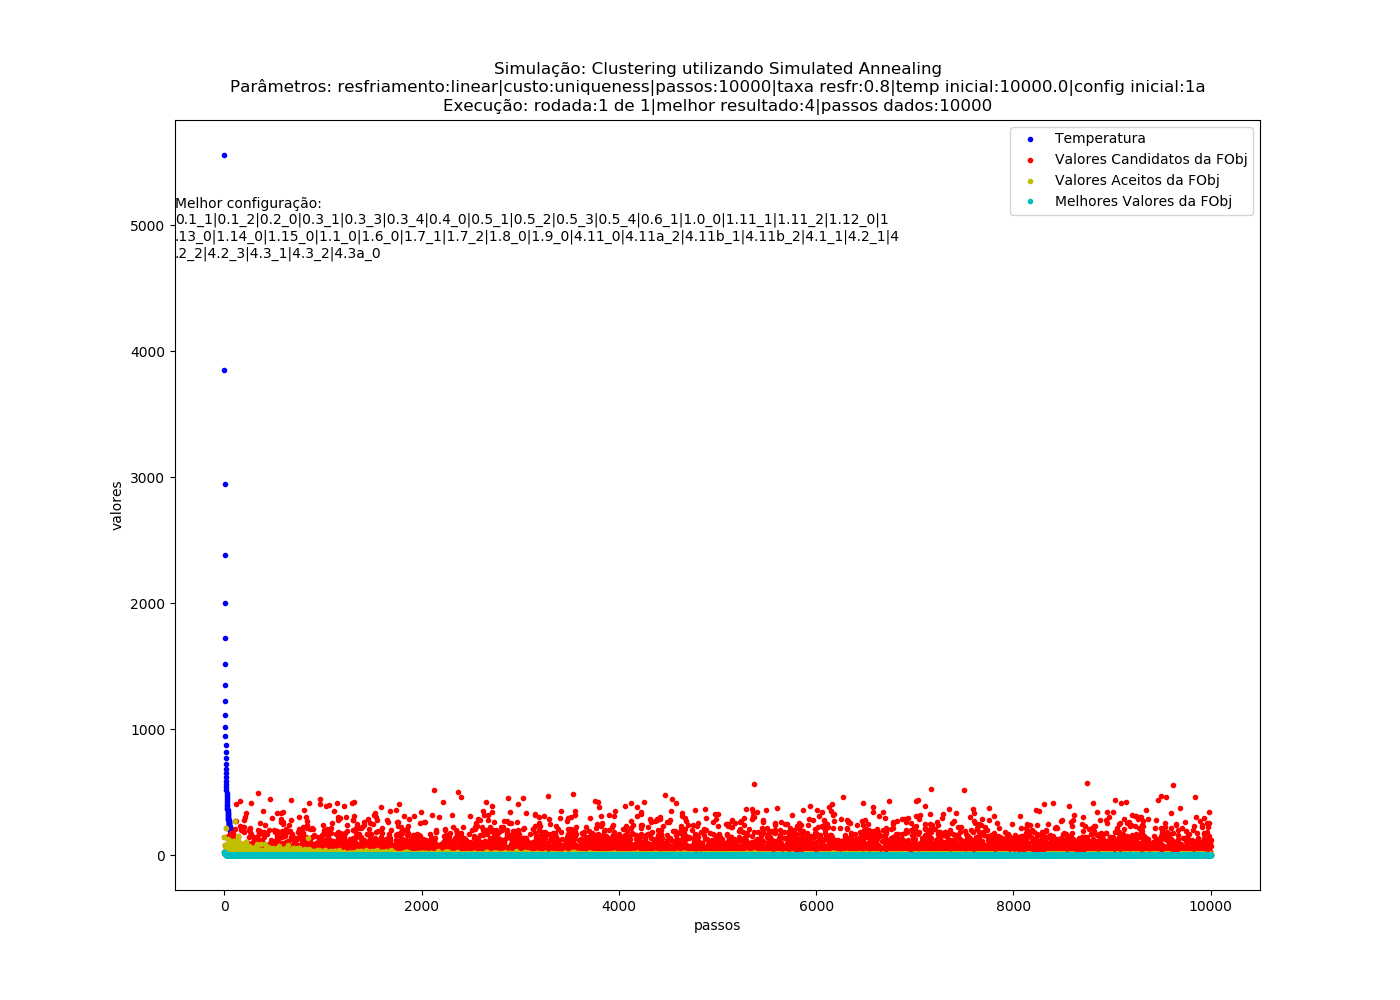 Simulação: Clustering utilizando Simulated Annealing
Parâmetros: resfriamento:linear|custo:uniqueness|passos:10000|taxa resfr:0.8|temp inicial:10000.0|config inicial:1a
Execução: rodada:1 de 1|melhor resultado:4|passos dados:10000
Temperatura
Valores Candidatos da FObj
Valores Aceitos da FObj
Melhores Valores da FObj
Melhor configuração:
0.1_1|0.1_2|0.2_0|0.3_1|0.3_3|0.3_4|0.4_0|0.5_1|0.5_2|0.5_3|0.5_4|0.6_1|1.0_0|1.11_1|1.11_2|1.12_0|1
.13_0|1.14_0|1.15_0|1.1_0|1.6_0|1.7_1|1.7_2|1.8_0|1.9_0|4.11_0|4.11a_2|4.11b_1|4.11b_2|4.1_1|4.2_1|4
.2_2|4.2_3|4.3_1|4.3_2|4.3a_0
5000
4000
3000
2000
1000
0
valores
0 2000 4000 6000 8000 10000
passos